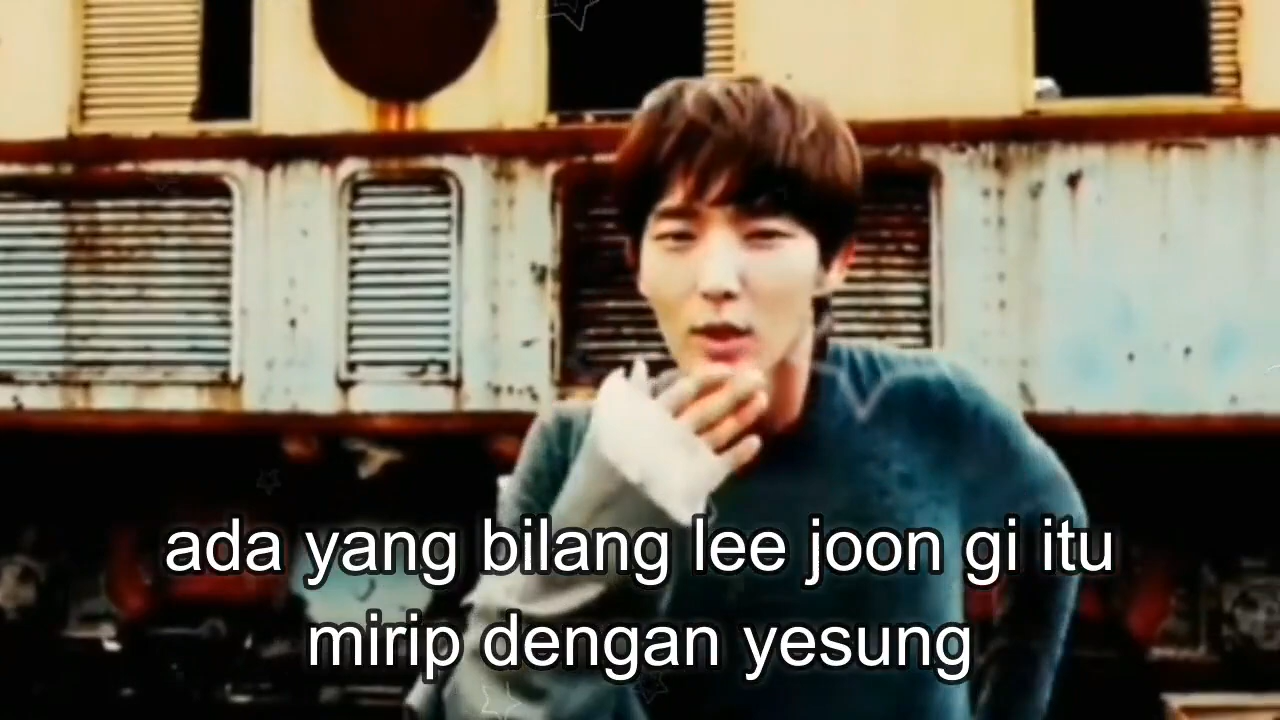 ada yang bilang lee joon gi itu
mirip dengan yesung